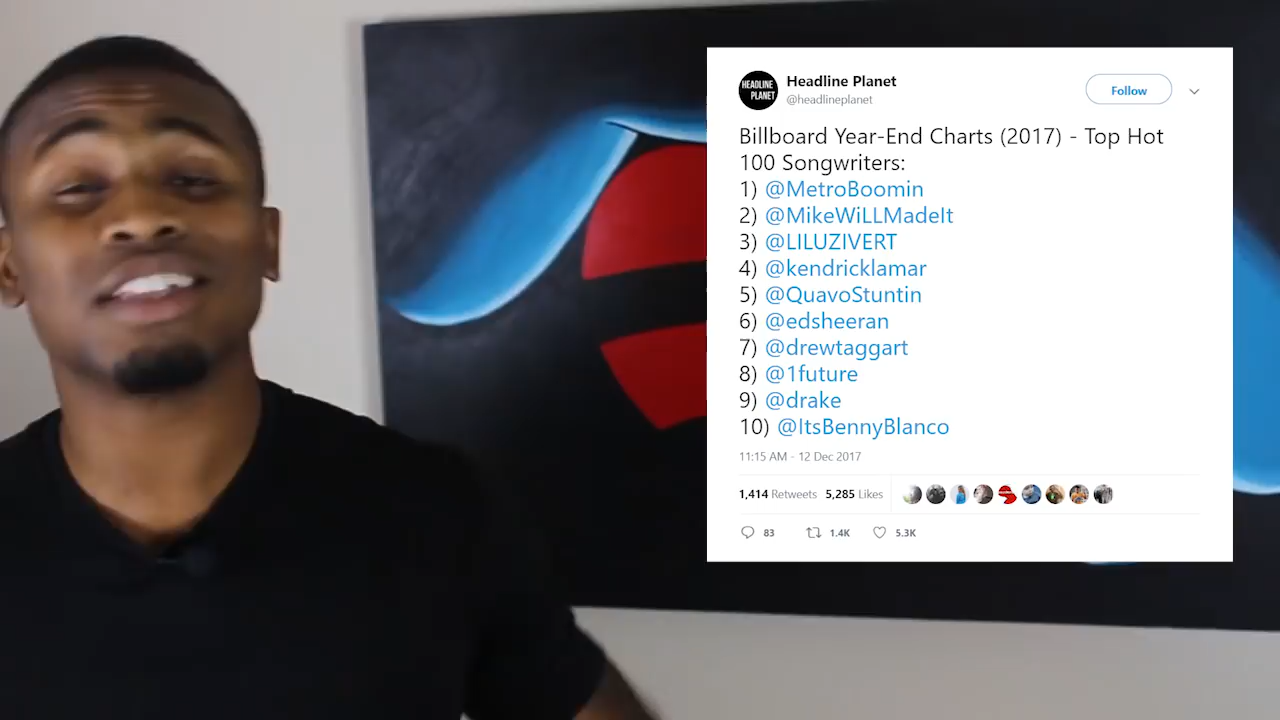 HEADLINE
PLANET
Headline Planet
@headlineplanet
Follow
Billboard Year-End Charts (2017) - Top Hot
100 Songwriters:
1) @MetroBoomin
2) @MikeWiLLMadeIt
3) @LILUZIVERT
4) @kendricklamar
5) @QuavoStuntin
6) @edsheeran
7) @drewtaggart
8) @1future
9) @drake
10) @ItsBennyBlanco
11:15 AM - 12 Dec 2017
1,414 Retweets 5,285 Likes
83 1.4K 5.3K